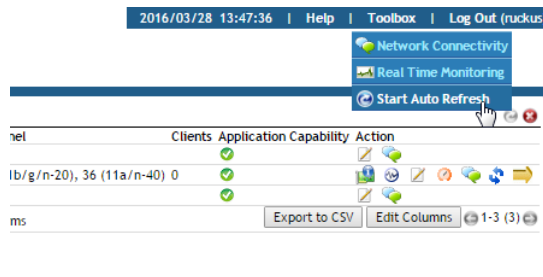 2016/03/28 13:47:36 | Help | Toolbox | Log Out (ruckus
Network Connectivity
Real Time Monitoring
Start Auto Refresh
nel Clients Application Capability Action
lb/g/n-20), 36 (11a/n-40) 0
ms Export to CSV Edit Columns 1-3 (3)